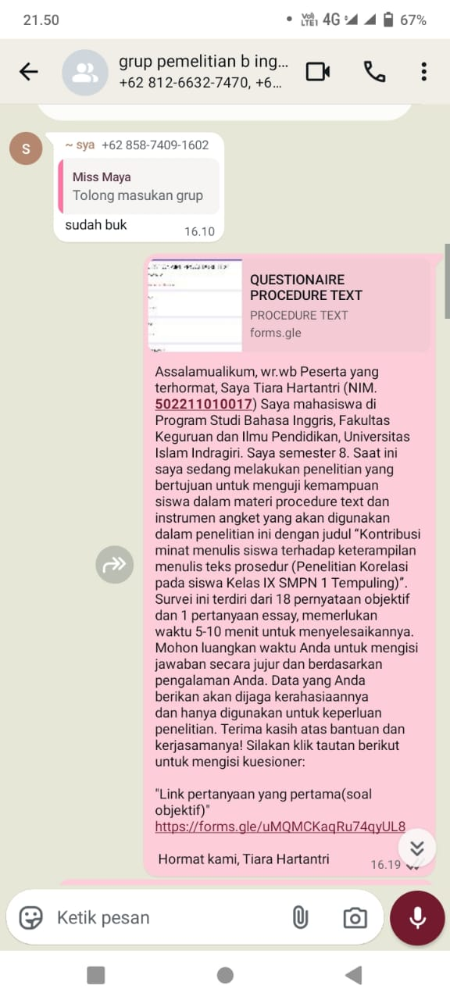 21.50
Vo)) LTE1 4G 67%
grup pemelitian b ing...
+62 812-6632-7470, +6...
S
~ sya +62 858-7409-1602
Miss Maya
Tolong masukan grup
sudah buk
16.10
QUESTIONAIRE
PROCEDURE TEXT
PROCEDURE TEXT
forms.gle
Assalamualikum, wr.wb Peserta yang
terhormat, Saya Tiara Hartantri (NIM.
502211010017) Saya mahasiswa di
Program Studi Bahasa Inggris, Fakultas
Keguruan dan Ilmu Pendidikan, Universitas
Islam Indragiri. Saya semester 8. Saat ini
saya sedang melakukan penelitian yang
bertujuan untuk menguji kemampuan
siswa dalam materi procedure text dan
instrumen angket yang akan digunakan
dalam penelitian ini dengan judul “Kontribusi
minat menulis siswa terhadap keterampilan
menulis teks prosedur (Penelitian Korelasi
pada siswa Kelas IX SMPN 1 Tempuling)”.
Survei ini terdiri dari 18 pernyataan objektif
dan 1 pertanyaan essay, memerlukan
waktu 5-10 menit untuk menyelesaikannya.
Mohon luangkan waktu Anda untuk mengisi
jawaban secara jujur dan berdasarkan
pengalaman Anda. Data yang Anda
berikan akan dijaga kerahasiaannya
dan hanya digunakan untuk keperluan
penelitian. Terima kasih atas bantuan dan
kerjasamanya! Silakan klik tautan berikut
untuk mengisi kuesioner:
"Link pertanyaan yang pertama(soal
objektif)"
https://forms.gle/uMQMCKaqRu74qyUL8
Hormat kami, Tiara Hartantri
16.19
Ketik pesan